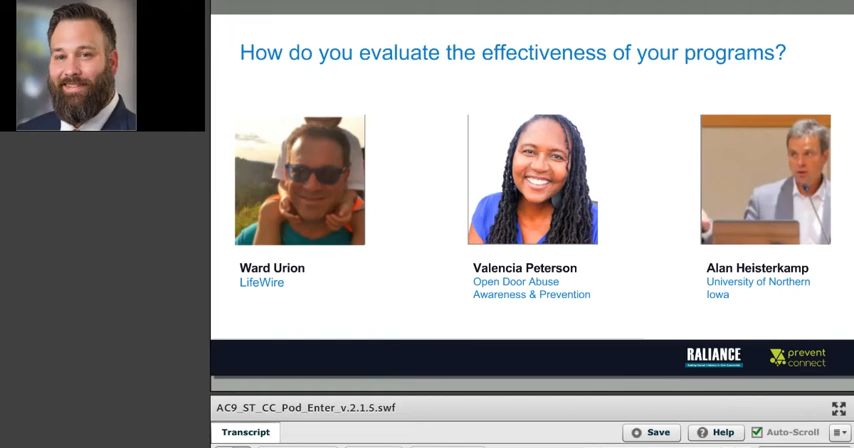 How do you evaluate the effectiveness of your programs?
Ward Urion
LifeWire
Valencia Peterson
Open Door Abuse
Awareness & Prevention
Alan Heisterkamp
University of Northern
Iowa
RALIANCE
prevent
connect
AC9_ST_CC_Pod_Enter_v.2.1.5.swf
Transcript
Save
Help
Auto-Scroll